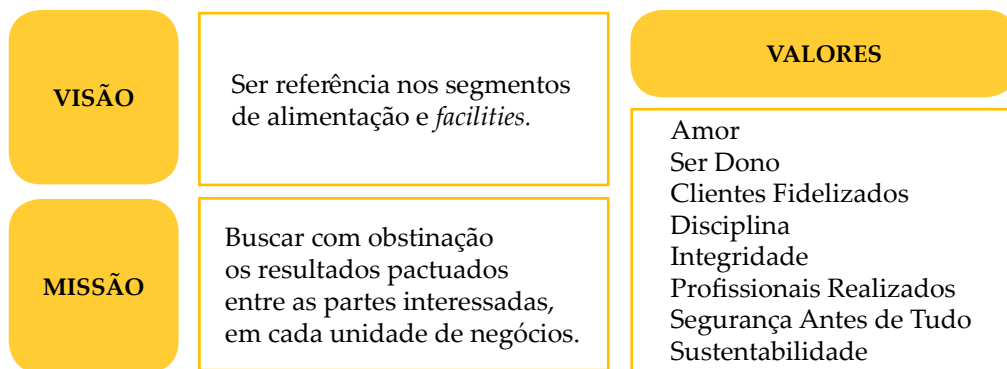 VISÃO
Ser referência nos segmentos
de alimentação e facilities.
MISSÃO
Buscar com obstinação
os resultados pactuados
entre as partes interessadas,
em cada unidade de negócios.
VALORES
Amor
Ser Dono
Clientes Fidelizados
Disciplina
Integridade
Profissionais Realizados
Segurança Antes de Tudo
Sustentabilidade